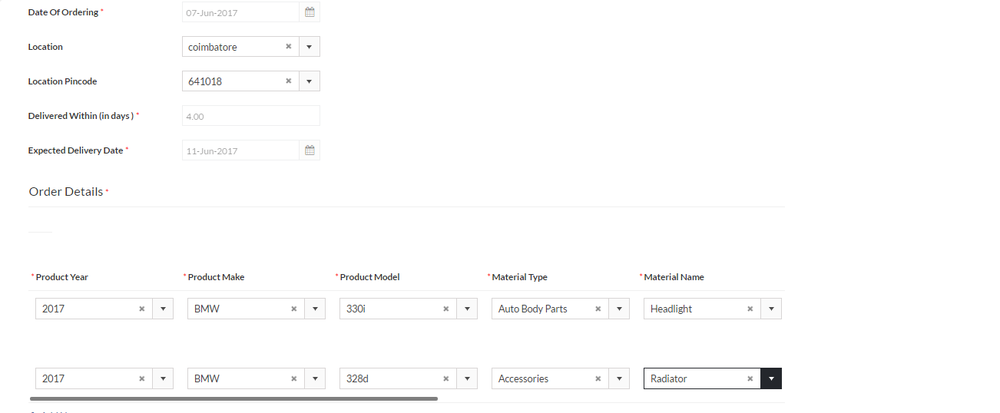 Date Of Ordering * 07-Jun-2017
Location coimbatore
Location Pincode 641018
Delivered Within (in days ) * 4.00
Expected Delivery Date * 11-Jun-2017
Order Details *
* Product Year * Product Make * Product Model * Material Type * Material Name
2017 BMW 330i Auto Body Parts Headlight
2017 BMW 328d Accessories Radiator